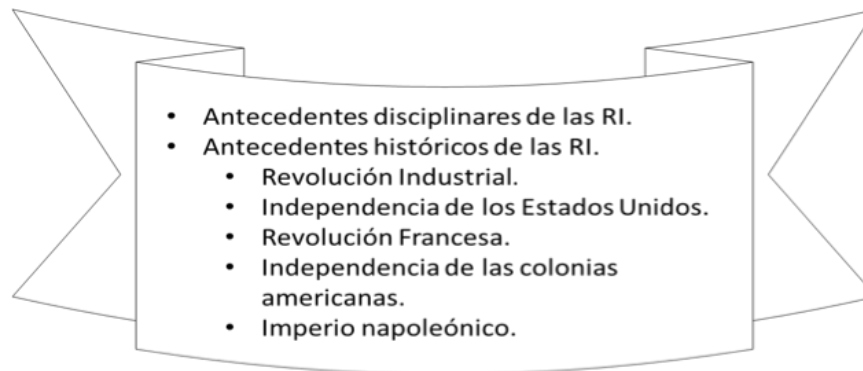 • Antecedentes disciplinares de las RI.
• Antecedentes históricos de las RI.
• Revolución Industrial.
• Independencia de los Estados Unidos.
• Revolución Francesa.
• Independencia de las colonias
americanas.
• Imperio napoleónico.